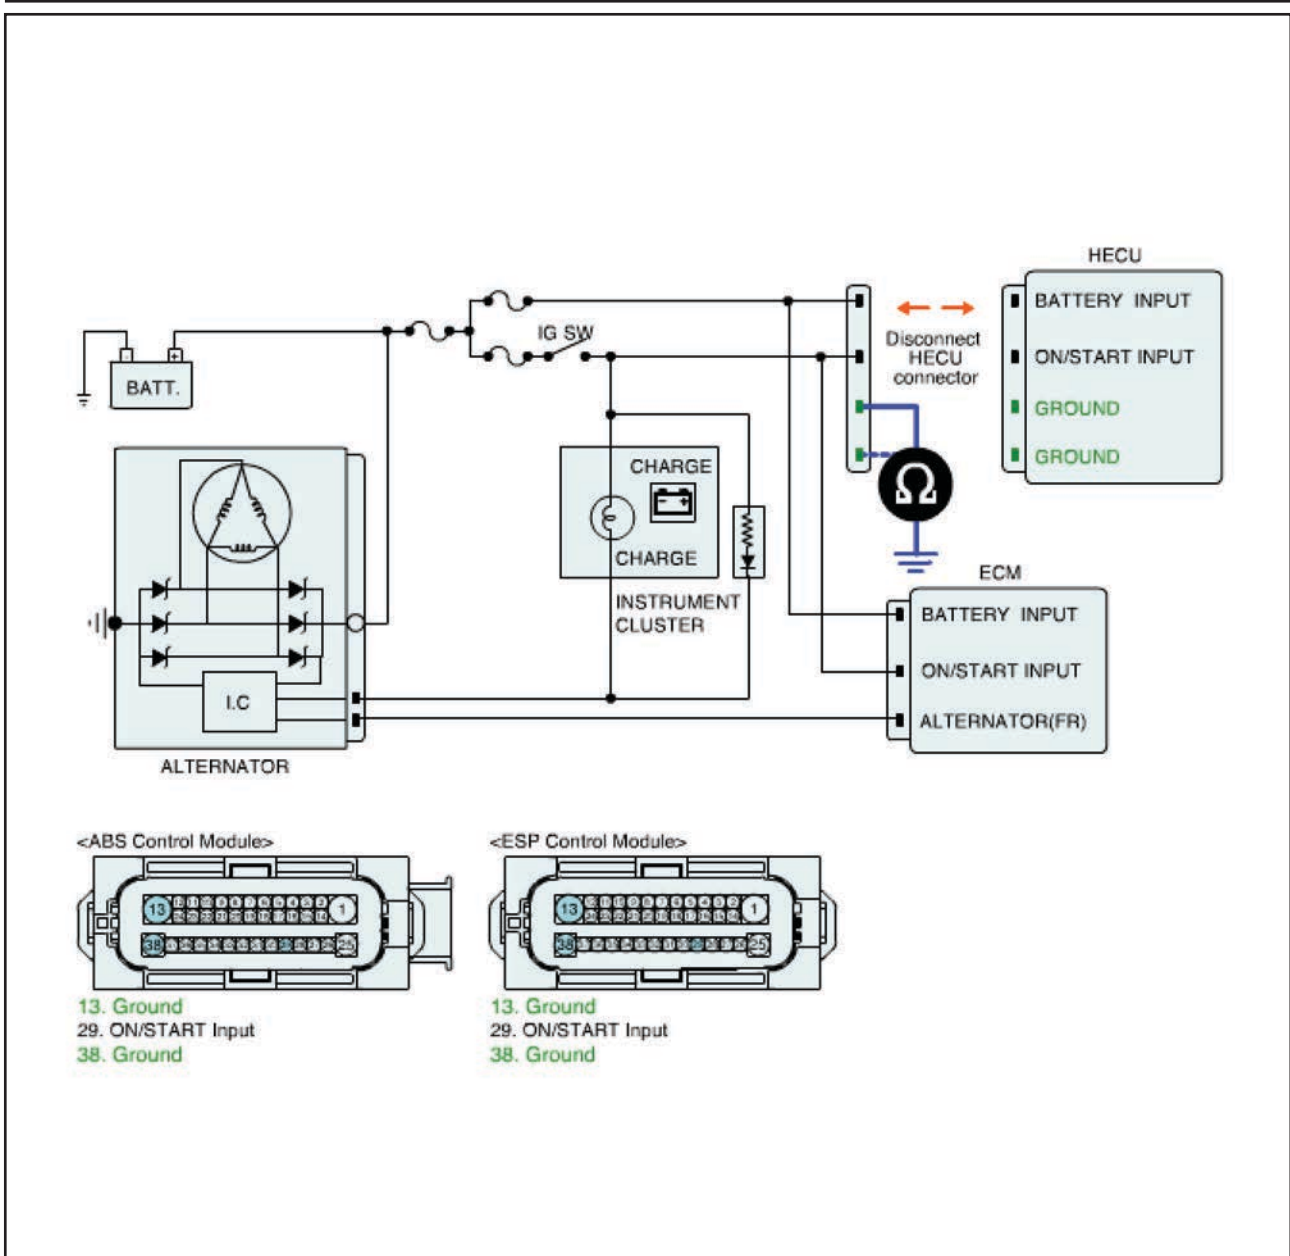 HECU
BATTERY INPUT
IG SW
Disconnect
HECU
connector
ON/START INPUT
BATT.
GROUND
GROUND
Ω
CHARGE
CHARGE
INSTRUMENT
CLUSTER
ECM
BATTERY INPUT
ON/START INPUT
ALTERNATOR(FR)
I.C
ALTERNATOR
<ABS Control Module>
13
1
38
25
13. Ground
29. ON/START Input
38. Ground
<ESP Control Module>
13
1
38
25
13. Ground
29. ON/START Input
38. Ground